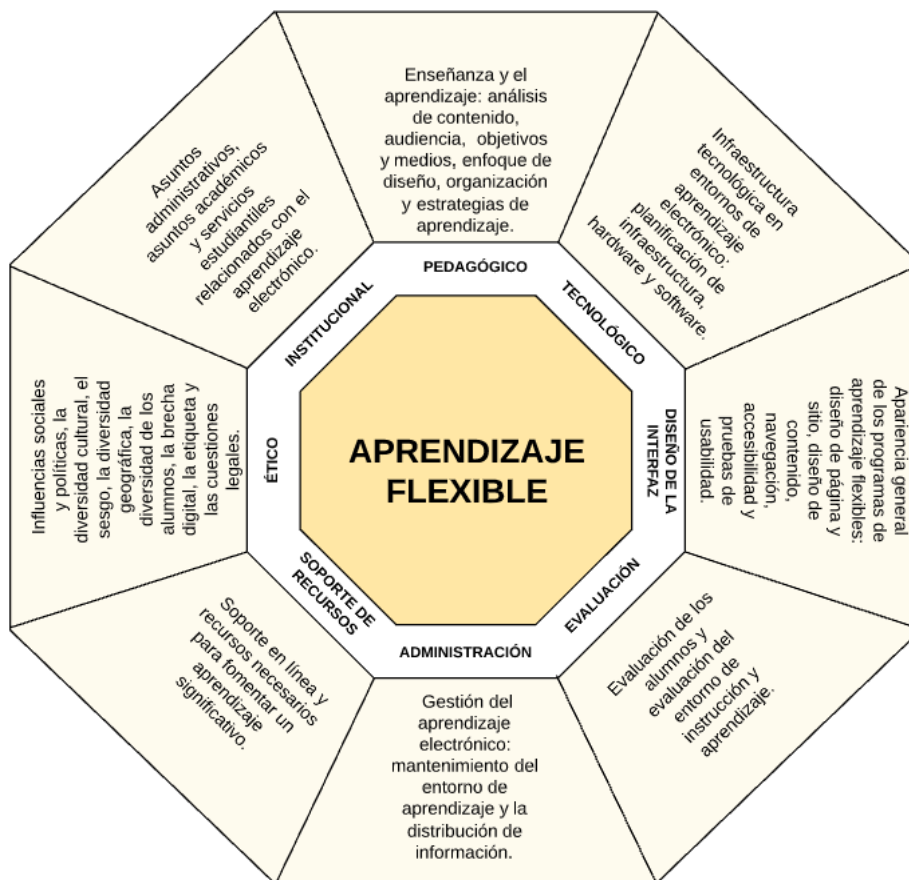 Enseñanza y el
aprendizaje: análisis
de contenido,
audiencia, objetivos
y medios, enfoque de
diseño, organización
y estrategias de
aprendizaje.
PEDAGÓGICO
Infraestructura
tecnológica en
entornos de
aprendizaje
electrónico:
planificación de
infraestructura,
hardware y software.
TECNOLÓGICO
Apariencia general
de los programas de
aprendizaje flexibles:
diseño de página y
sitio, diseño de
contenido,
navegación,
accesibilidad y
pruebas de
usabilidad.
DISEÑO DE LA
INTERFAZ
Evaluación de los
alumnos y
evaluación del
entorno de
instrucción y
aprendizaje.
EVALUACIÓN
ADMINISTRACIÓN
Gestión del
aprendizaje
electrónico:
mantenimiento del
entorno de
aprendizaje y la
distribución de
información.
SOPORTE DE
RECURSOS
Soporte en línea y
recursos necesarios
para fomentar un
aprendizaje
significativo.
ÉTICO
Influencias sociales
y políticas, la
diversidad cultural, el
sesgo, la diversidad
geográfica, la
diversidad de los
alumnos, la brecha
digital, la etiqueta y
las cuestiones
legales.
INSTITUCIONAL
Asuntos
administrativos,
asuntos académicos
y servicios
estudiantiles
relacionados con el
aprendizaje
electrónico.
APRENDIZAJE
FLEXIBLE